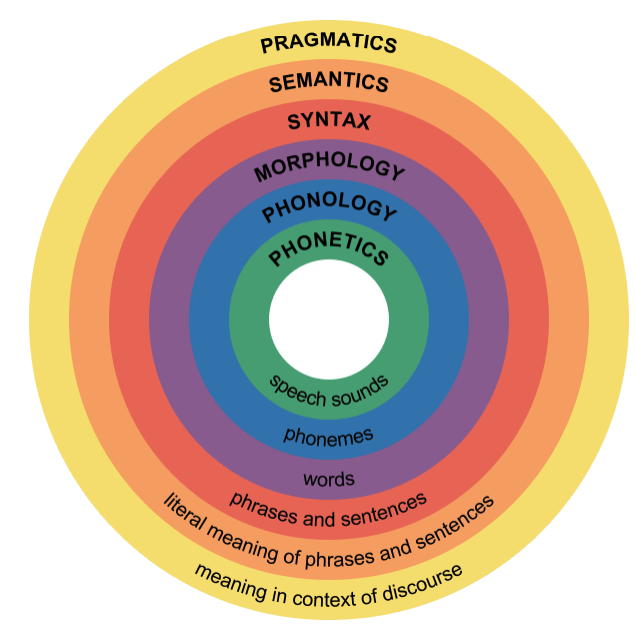 PRAGMATICS
SEMANTICS
SYNTAX
MORPHOLOGY
PHONOLOGY
PHONETICS
speech sounds
phonemes
words
phrases and sentences
literal meaning of phrases and sentences
meaning in context of discourse